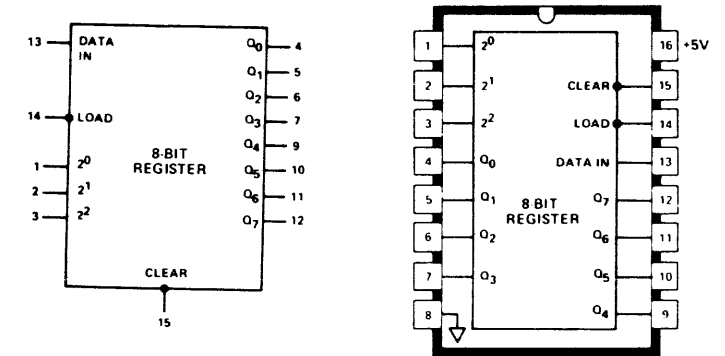 13 DATA IN Q0 4
Q1 5
Q2 6
14 LOAD Q3 7
Q4 9
8-BIT REGISTER
1 2^0 Q5 10
2 2^1 Q6 11
3 2^2 Q7 12
CLEAR
15
1 2^0 16 +5V
2 2^1 CLEAR 15
3 2^2 LOAD 14
4 Q0 DATA IN 13
5 Q1 Q7 12
8 BIT
REGISTER
6 Q2 Q6 11
7 Q3 Q5 10
8 Q4 9